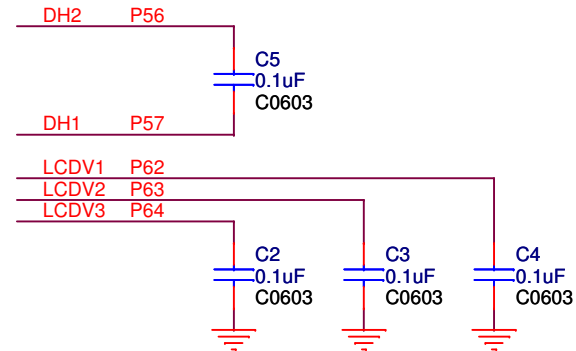 DH2 P56
C5
0.1uF
C0603
DH1 P57
LCDV1 P62
LCDV2 P63
LCDV3 P64
C2 C3 C4
0.1uF 0.1uF 0.1uF
C0603 C0603 C0603